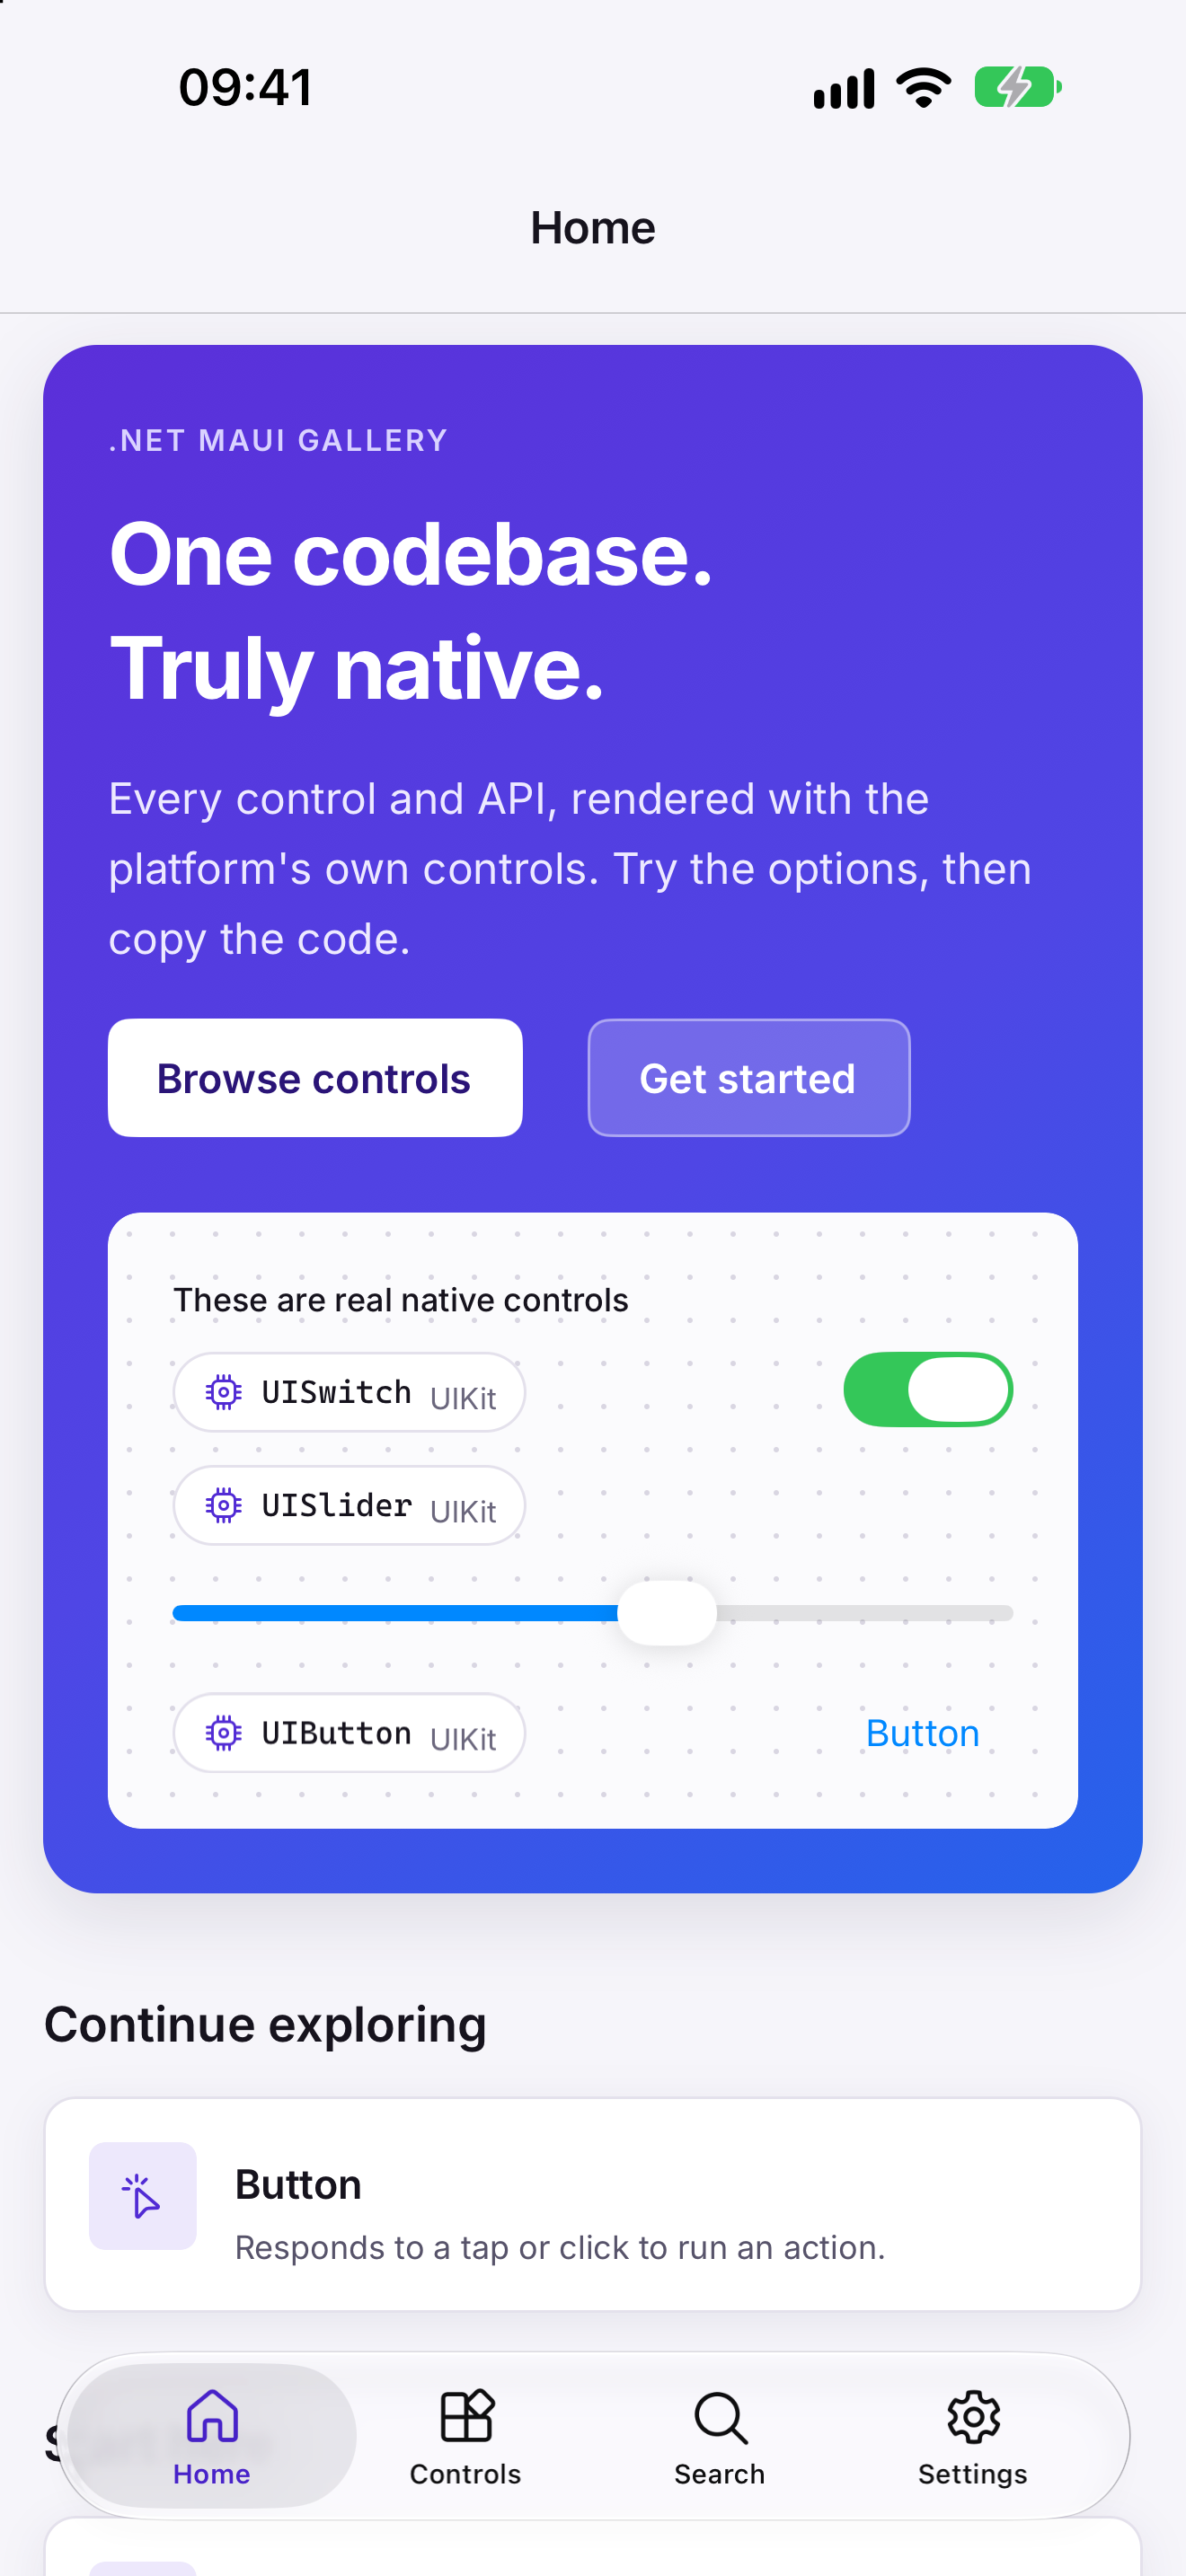 09:41
Home
.NET MAUI GALLERY
One codebase.
Truly native.
Every control and API, rendered with the
platform's own controls. Try the options, then
copy the code.
Browse controls
Get started
These are real native controls
UISwitch UIKit
UISlider UIKit
UIButton UIKit
Button
Continue exploring
Button
Responds to a tap or click to run an action.
Home
Controls
Search
Settings